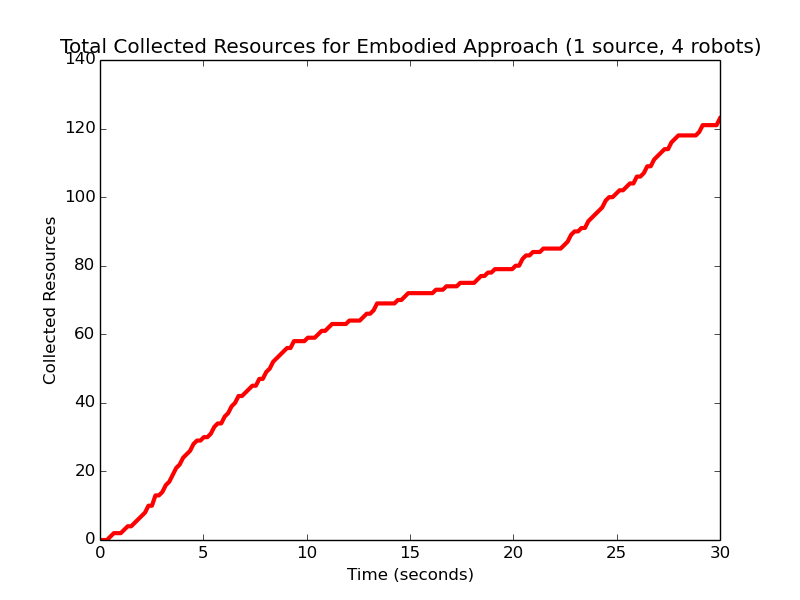 Total Collected Resources for Embodied Approach (1 source, 4 robots)
140
120
100
80
60
40
20
0
Collected Resources
0 5 10 15 20 25 30
Time (seconds)